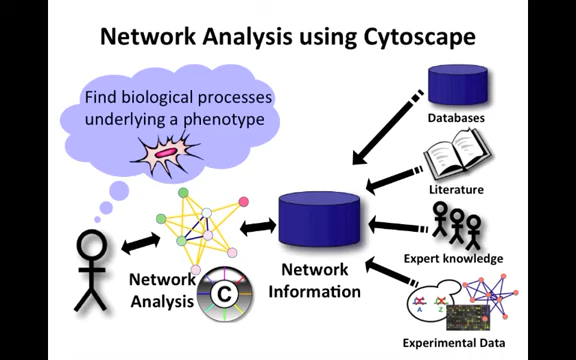 Network Analysis using Cytoscape
Find biological processes
underlying a phenotype
Databases
Literature
Expert knowledge
A Z
Experimental Data
Network
Analysis
C
Network
Information